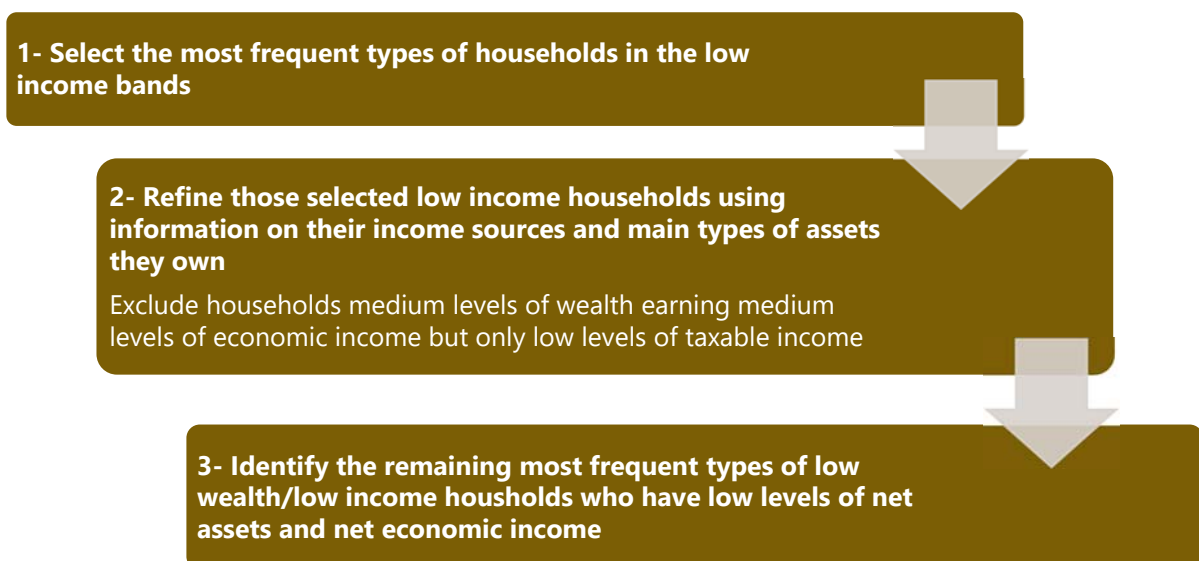 1- Select the most frequent types of households in the low
income bands
2- Refine those selected low income households using
information on their income sources and main types of assets
they own
Exclude households medium levels of wealth earning medium
levels of economic income but only low levels of taxable income
3- Identify the remaining most frequent types of low
wealth/low income housholds who have low levels of net
assets and net economic income